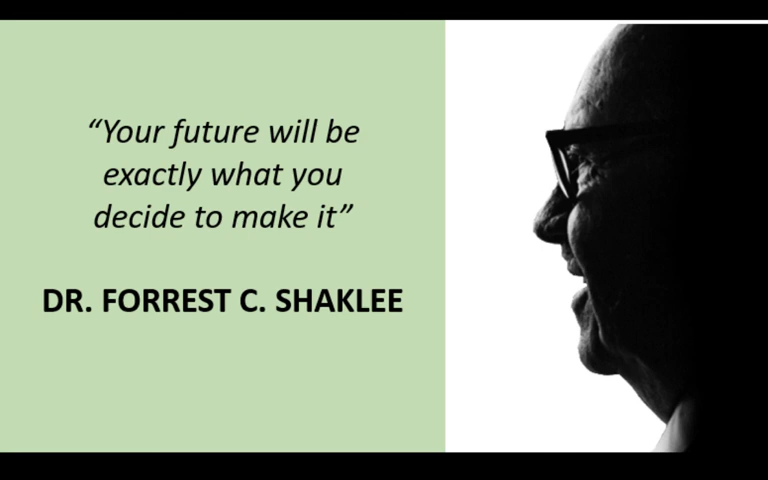 “Your future will be
exactly what you
decide to make it”
DR. FORREST C. SHAKLEE